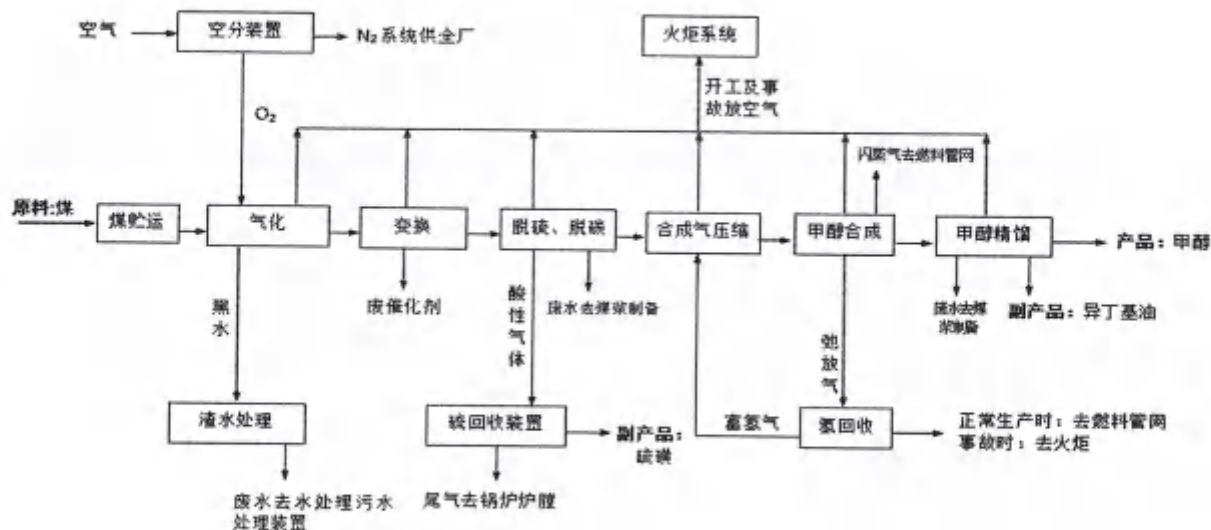 空气
空分装置
N₂系统供全厂
火炬系统
开工及事
故放空气
O₂
闪蒸气去燃料管网
原料:煤
煤贮运
气化
变换
脱硫、脱碳
合成气压缩
甲醇合成
甲醇精馏
产品：甲醇
黑水
废催化剂
酸性气体
废水去煤浆制备
弛放气
废水去煤
浆制备
副产品：异丁基油
渣水处理
硫回收装置
副产品：
硫磺
富氢气
氢回收
正常生产时：去燃料管网
事故时：去火炬
废水去水处理污水
处理装置
尾气去锅炉炉膛